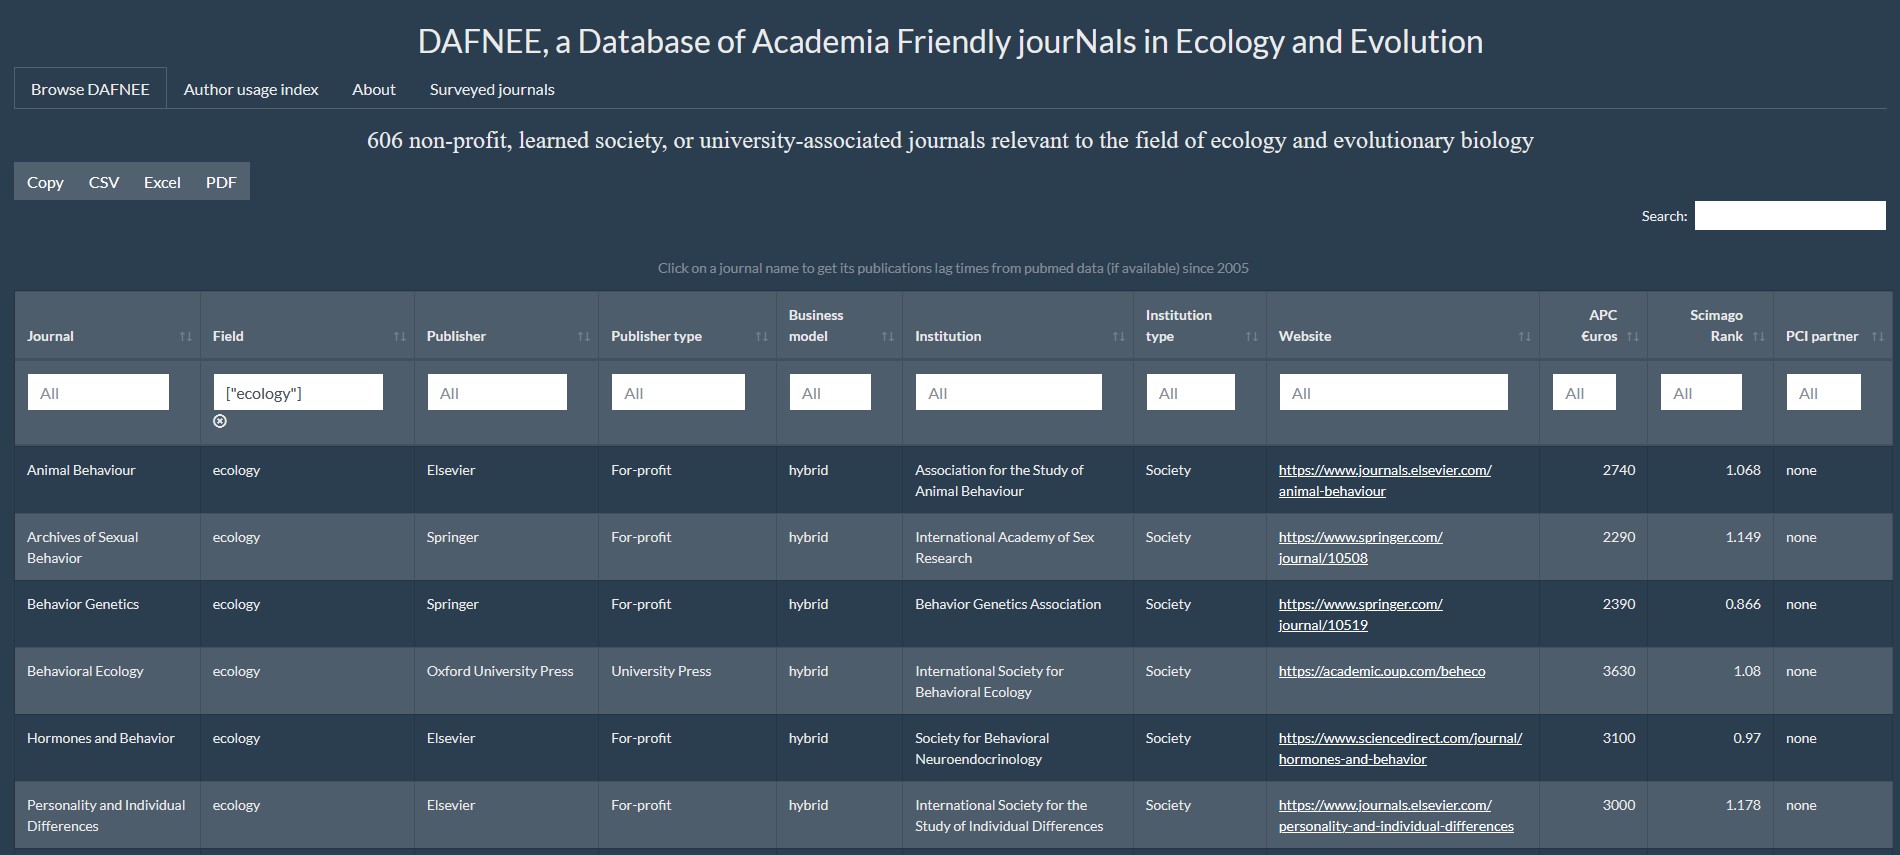 DAFNEE, a Database of Academia Friendly jourNals in Ecology and Evolution
Browse DAFNEE Author usage index About Surveyed journals
606 non-profit, learned society, or university-associated journals relevant to the field of ecology and evolutionary biology
Copy CSV Excel PDF
Search:
Click on a journal name to get its publications lag times from pubmed data (if available) since 2005
Business Institution APC Scimago
Journal Field Publisher Publisher type model Institution type Website €uros Rank PCI partner
All ["ecology"] All All All All All All All All All
Animal Behaviour ecology Elsevier For-profit hybrid Association for the Study of Society https://www.journals.elsevier.com/ 2740 1.068 none
Animal Behaviour animal-behaviour
Archives of Sexual ecology Springer For-profit hybrid International Academy of Sex Society https://www.springer.com/ 2290 1.149 none
Behavior Research journal/10508
Behavior Genetics ecology Springer For-profit hybrid Behavior Genetics Association Society https://www.springer.com/ 2390 0.866 none
journal/10519
Behavioral Ecology ecology Oxford University Press University Press hybrid International Society for Society https://academic.oup.com/beheco 3630 1.08 none
Behavioral Ecology
Hormones and Behavior ecology Elsevier For-profit hybrid Society for Behavioral Society https://www.sciencedirect.com/journal/ 3100 0.97 none
Neuroendocrinology hormones-and-behavior
Personality and Individual ecology Elsevier For-profit hybrid International Society for the Society https://www.journals.elsevier.com/ 3000 1.178 none
Differences Study of Individual Differences personality-and-individual-differences